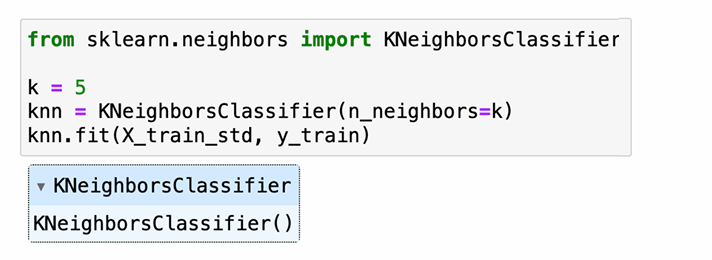 from sklearn.neighbors import KNeighborsClassifier
k = 5
knn = KNeighborsClassifier(n_neighbors=k)
knn.fit(X_train_std, y_train)
▾ KNeighborsClassifier
KNeighborsClassifier()